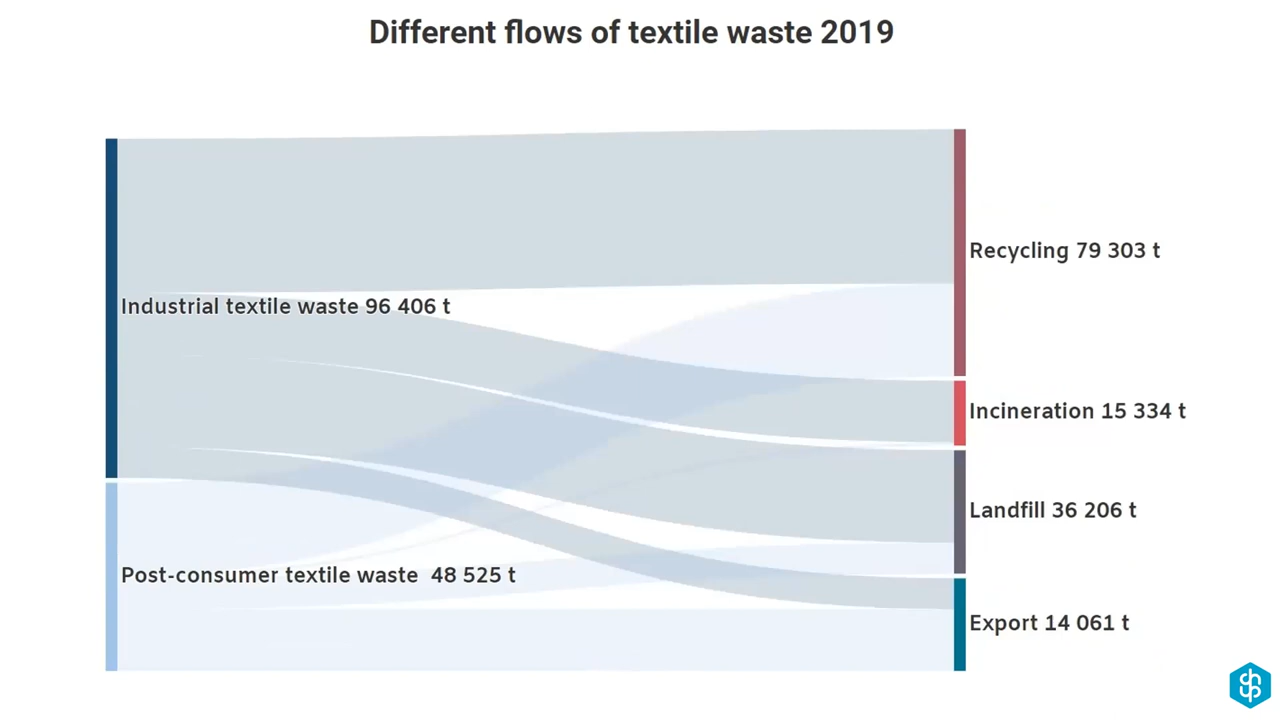 Different flows of textile waste 2019
Recycling 79 303 t
Industrial textile waste 96 406 t
Incineration 15 334 t
Landfill 36 206 t
Post-consumer textile waste  48 525 t
Export 14 061 t